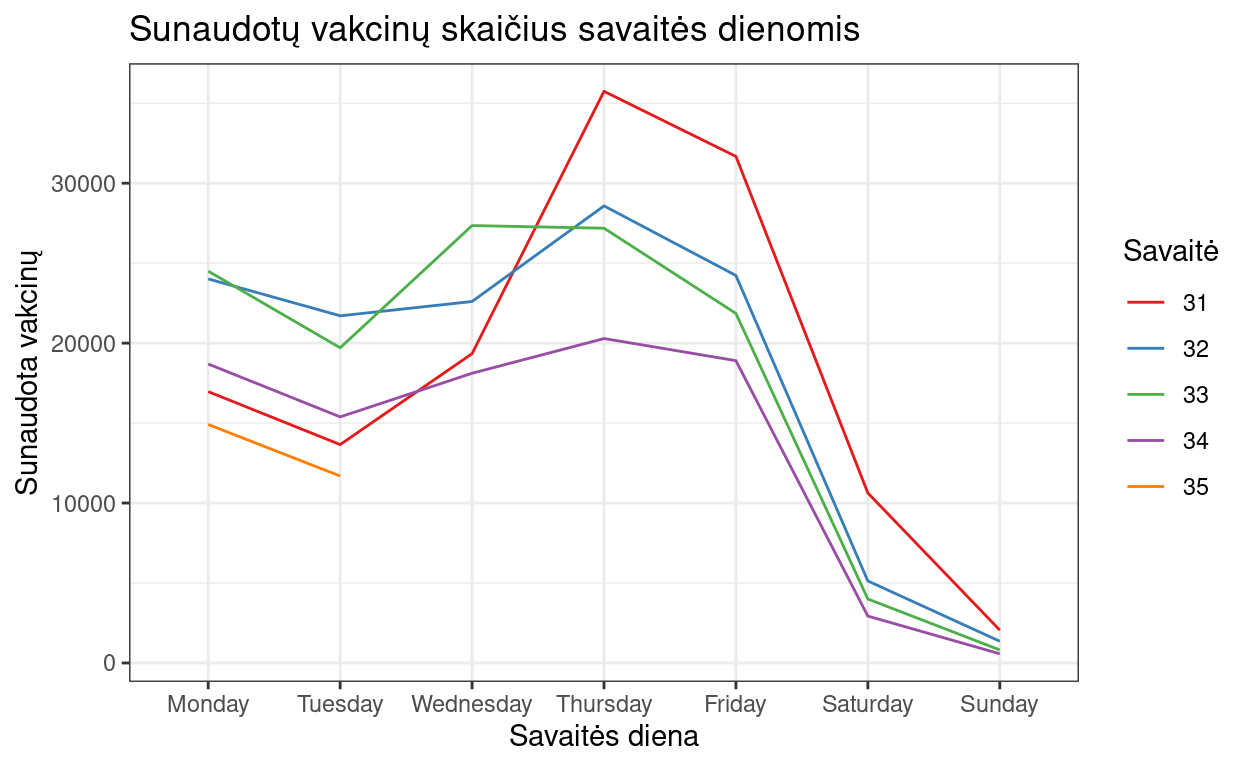 Sunaudotų vakcinų skaičius savaitės dienomis
Sunaudota vakcinų
30000
20000
10000
0
Monday Tuesday Wednesday Thursday Friday Saturday Sunday
Savaitės diena
Savaitė
31
32
33
34
35